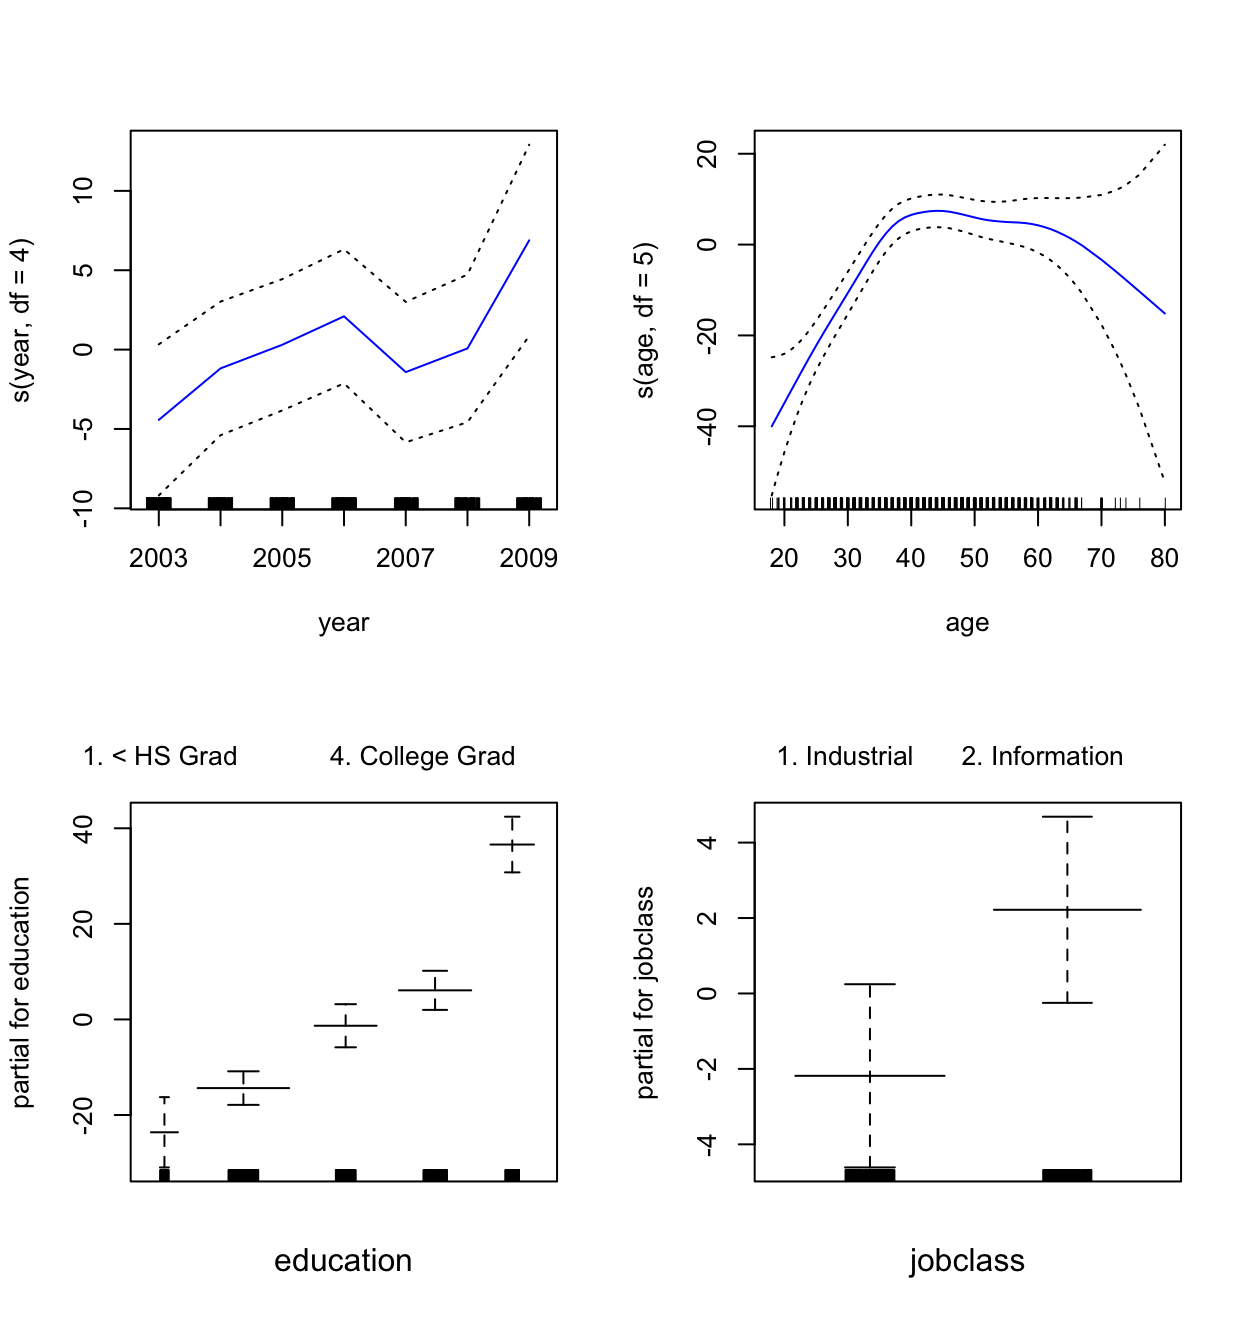 s(year, df = 4)
10
5
0
-5
-10
2003 2005 2007 2009
year
s(age, df = 5)
20
0
-20
-40
20 30 40 50 60 70 80
age
1. < HS Grad 4. College Grad
partial for education
40
20
0
-20
education
1. Industrial 2. Information
partial for jobclass
4
2
0
-2
-4
jobclass